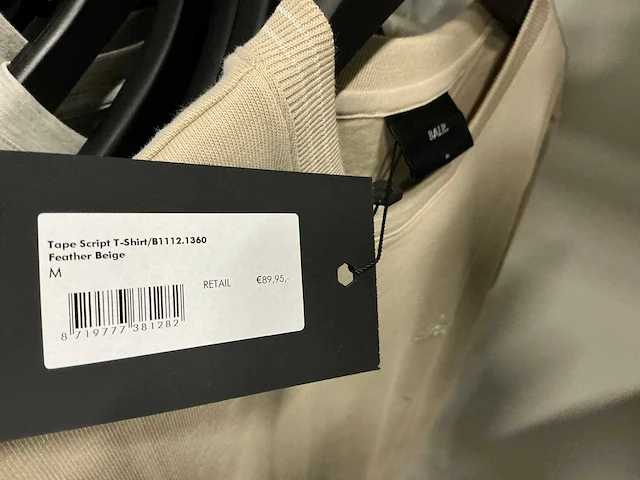 BALR.
Tape Script T-Shirt/B1112.1360
Feather Beige
M
RETAIL €89,95,-
8 719777 381282